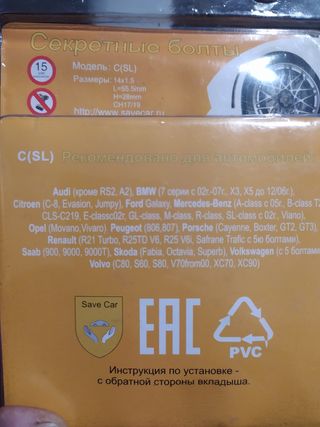 Секретные болты
15
Модель: C(SL)
Размеры: 14x1.5
L=55.5mm
H=28mm
CH17/19
http://www.savecar.ru
C(SL) Рекомендовано для автомобилей:
Audi (кроме RS2, A2), BMW (7 серии с 02г.-07г., X3, X5 до 12/06г.),
Citroen (C-8, Evasion, Jumpy), Ford Galaxy, Mercedes-Benz (A-class с 05г., B-class T2
CLS-C219, E-classс02г, GL-class, M-class, R-class, SL-class с 02г., Viano),
Opel (Movano,Vivaro), Peugeot (806,807), Porsche (Cayenne, Boxter, GT2, GT3),
Renault (R21 Turbo, R25TD V6, R25 V6i, Safrane Trafic с 5ю болтами),
Saab (900, 9000, 9000T), Skoda (Fabia, Octavia, Superb), Volkswagen (с 5 болтами
Volvo (C80, S60, S80, V70from00, XC70, XC90)
Save Car
EAC
PVC
Инструкция по установке -
с обратной стороны вкладыша.